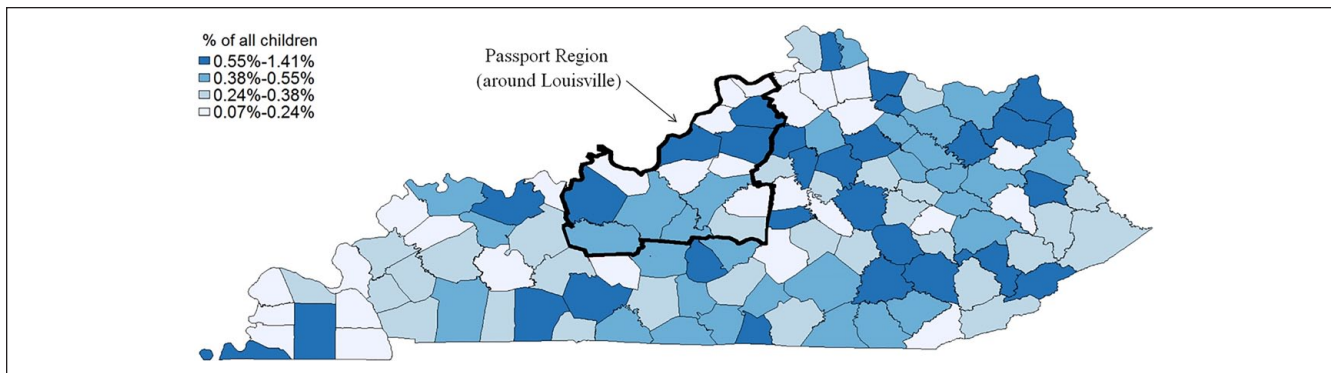 % of all children
0.55%-1.41%
0.38%-0.55%
0.24%-0.38%
0.07%-0.24%
Passport Region
(around Louisville)